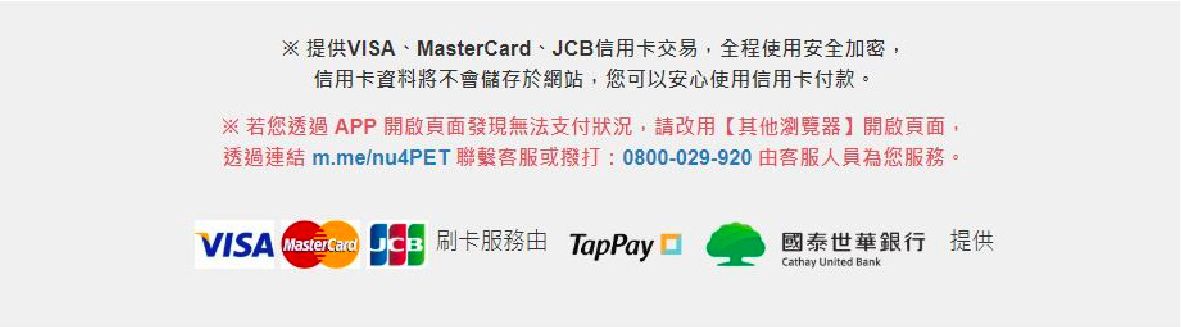 ※ 提供VISA、MasterCard、JCB信用卡交易，全程使用安全加密，
信用卡資料將不會儲存於網站，您可以安心使用信用卡付款。
※ 若您透過 APP 開啟頁面發現無法支付狀況，請改用【其他瀏覽器】開啟頁面，
透過連結 m.me/nu4PET 聯繫客服或撥打：0800-029-920 由客服人員為您服務。
VISA MasterCard JCB 刷卡服務由 TapPay 國泰世華銀行 提供
Cathay United Bank